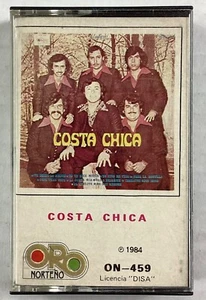 COSTA CHICA
COSTA CHICA
ORO
NORTEÑO
℗ 1984
ON-459
Licencia "DISA"